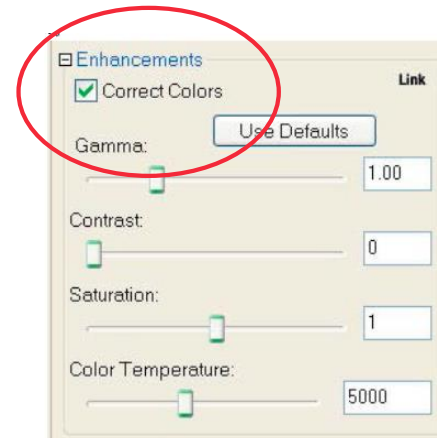 Enhancements
Correct Colors Link
Use Defaults
Gamma:
1.00
Contrast:
0
Saturation:
1
Color Temperature:
5000